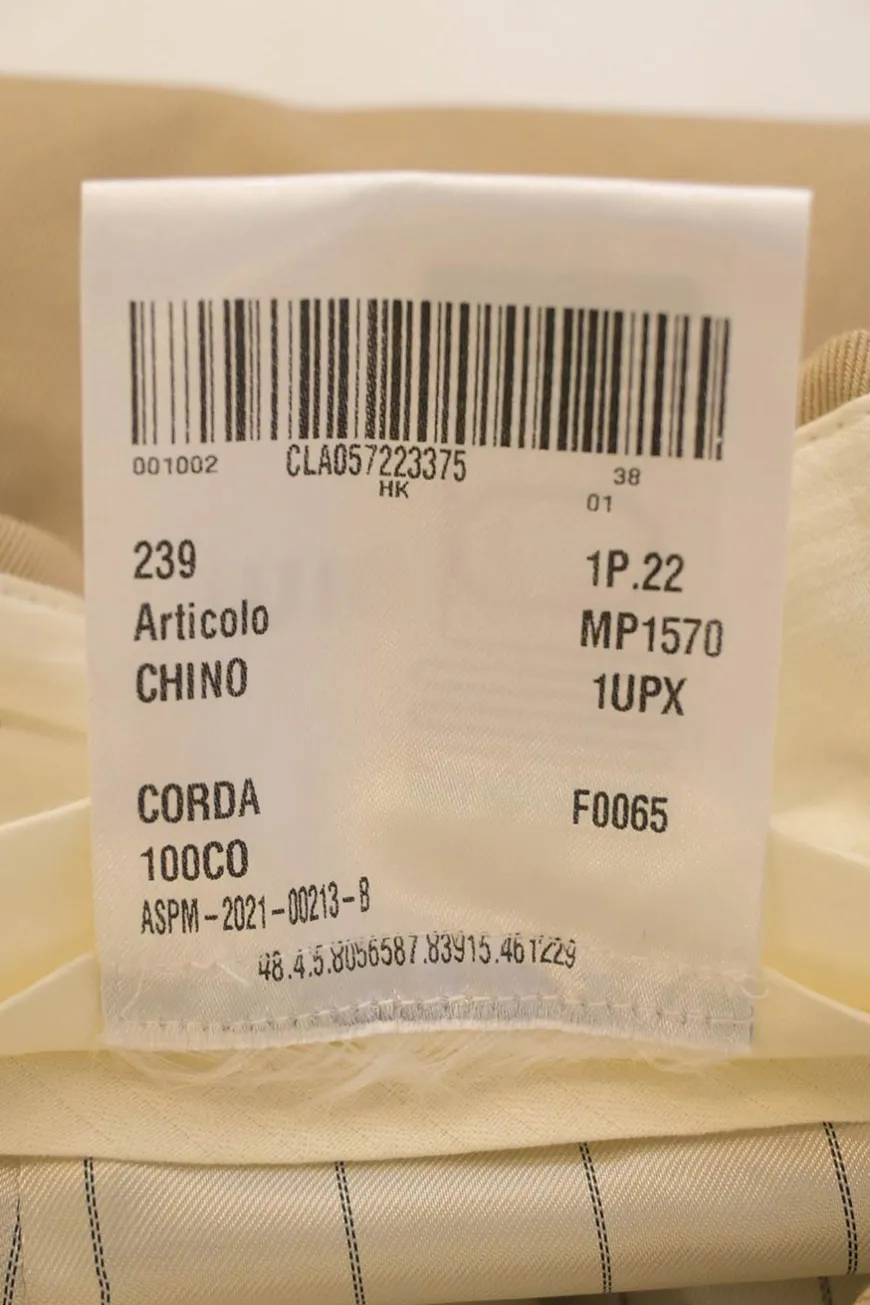 001002 CLA057223375 38
HK 01
239 1P.22
Articolo MP1570
CHINO 1UPX
CORDA F0065
100CO
ASPM-2021-00213-B
48.4.5.8056587.83915.461229